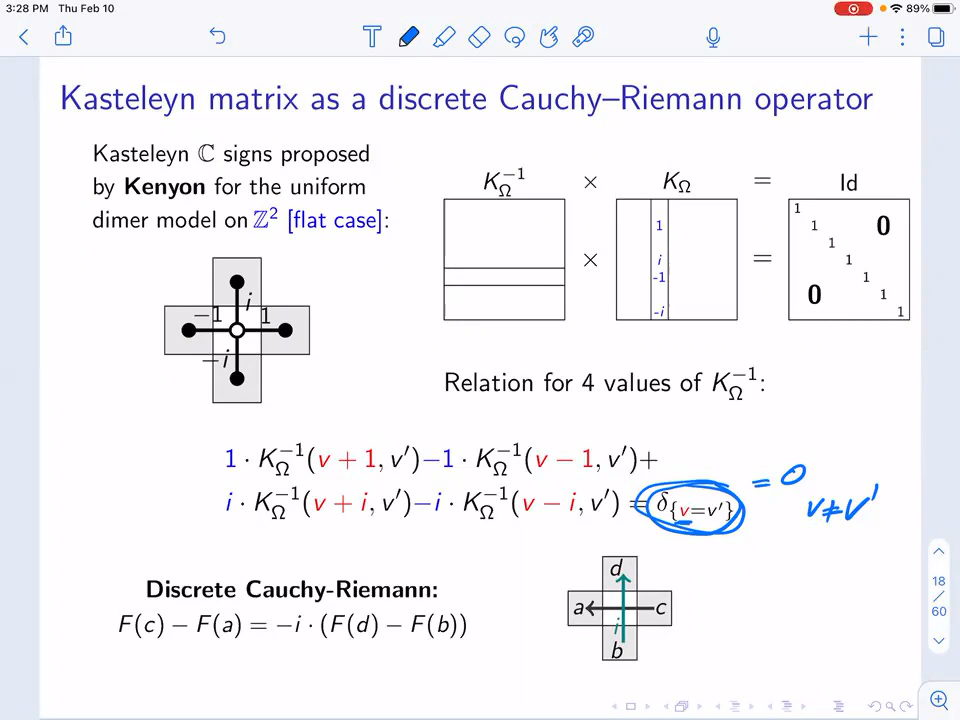 3:28 PM Thu Feb 10
89%
Kasteleyn matrix as a discrete Cauchy–Riemann operator
Kasteleyn ℂ signs proposed
by Kenyon for the uniform
dimer model on ℤ² [flat case]:
K_Ω^{-1} × K_Ω = Id
1
i
-1
-i
× =
1
1
1
1
1
1
1
0
0
i
−1
1
−i
Relation for 4 values of K_Ω^{-1}:
1 · K_Ω^{-1}(v + 1, v′)−1 · K_Ω^{-1}(v − 1, v′)+
i · K_Ω^{-1}(v + i, v′)−i · K_Ω^{-1}(v − i, v′) = δ_{{v=v′}}
= 0
v≠v'
Discrete Cauchy-Riemann:
F(c) − F(a) = −i · (F(d) − F(b))
d
a
c
i
b
18
/
60